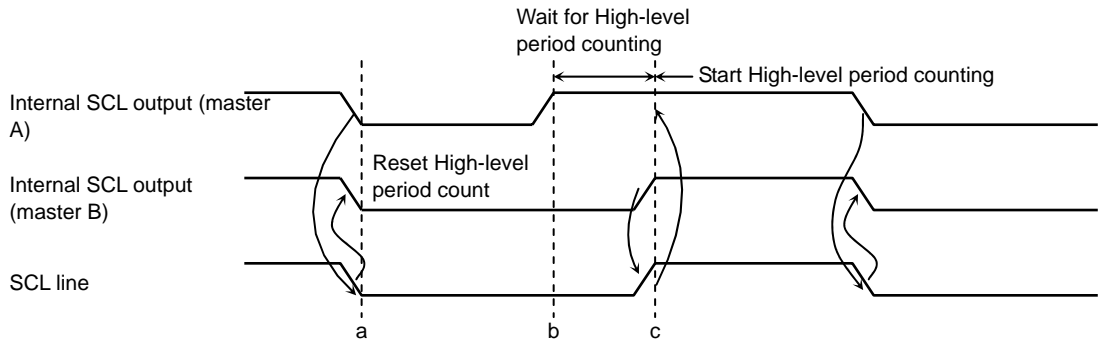 Wait for High-level
period counting
Start High-level period counting
Internal SCL output (master
A)
Reset High-level
period count
Internal SCL output
(master B)
SCL line
a
b
c